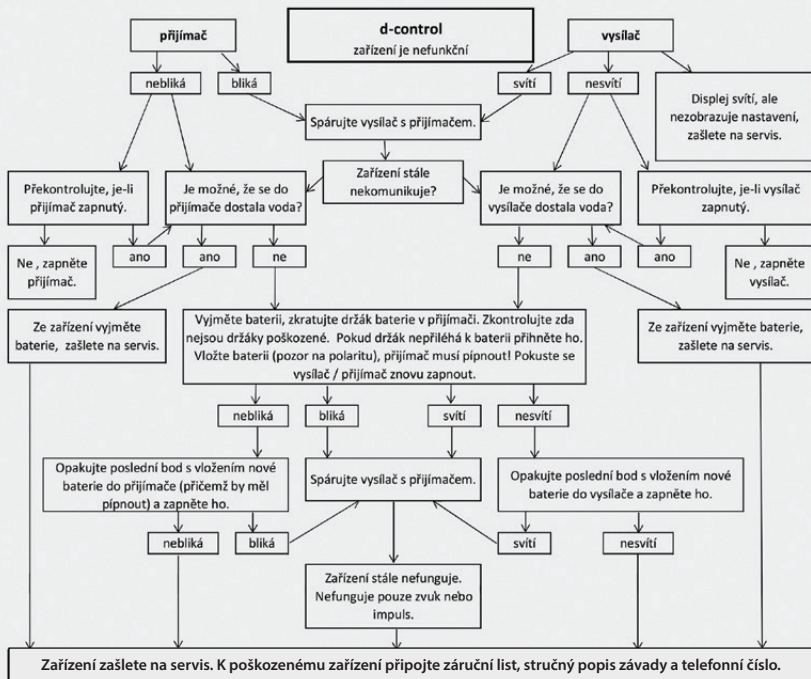 d-control
zařízení je nefunkční
přijímač
vysílač
nebliká
bliká
svítí
nesvítí
Displej svítí, ale
nezobrazuje nastavení,
zašlete na servis.
Spárujte vysílač s přijímačem.
Zařízení stále
nekomunikuje?
Překontrolujte, je-li
přijímač zapnutý.
Je možné, že se do
přijímače dostala voda?
Je možné, že se do
vysílače dostala voda?
Překontrolujte, je-li vysílač
zapnutý.
Ne , zapněte
přijímač.
ano
ano
ne
ne
ano
ano
Ne , zapněte
vysílač.
Ze zařízení vyjměte
baterie, zašlete na servis.
Vyjměte baterii, zkratujte držák baterie v přijímači. Zkontrolujte zda
nejsou držáky poškozené. Pokud držák nepřiléhá k baterii přihněte ho.
Vložte baterii (pozor na polaritu), přijímač musí pípnout! Pokuste se
vysílač / přijímač znovu zapnout.
Ze zařízení vyjměte baterie,
zašlete na servis.
nebliká
bliká
svítí
nesvítí
Opakujte poslední bod s vložením nové
baterie do přijímače (přičemž by měl
pípnout) a zapněte ho.
Spárujte vysílač s přijímačem.
Opakujte poslední bod s vložením nové
baterie do vysílače a zapněte ho.
nebliká
bliká
svítí
nesvítí
Zařízení stále nefunguje.
Nefunguje pouze zvuk nebo
impuls.
Zařízení zašlete na servis. K poškozenému zařízení připojte záruční list, stručný popis závady a telefonní číslo.